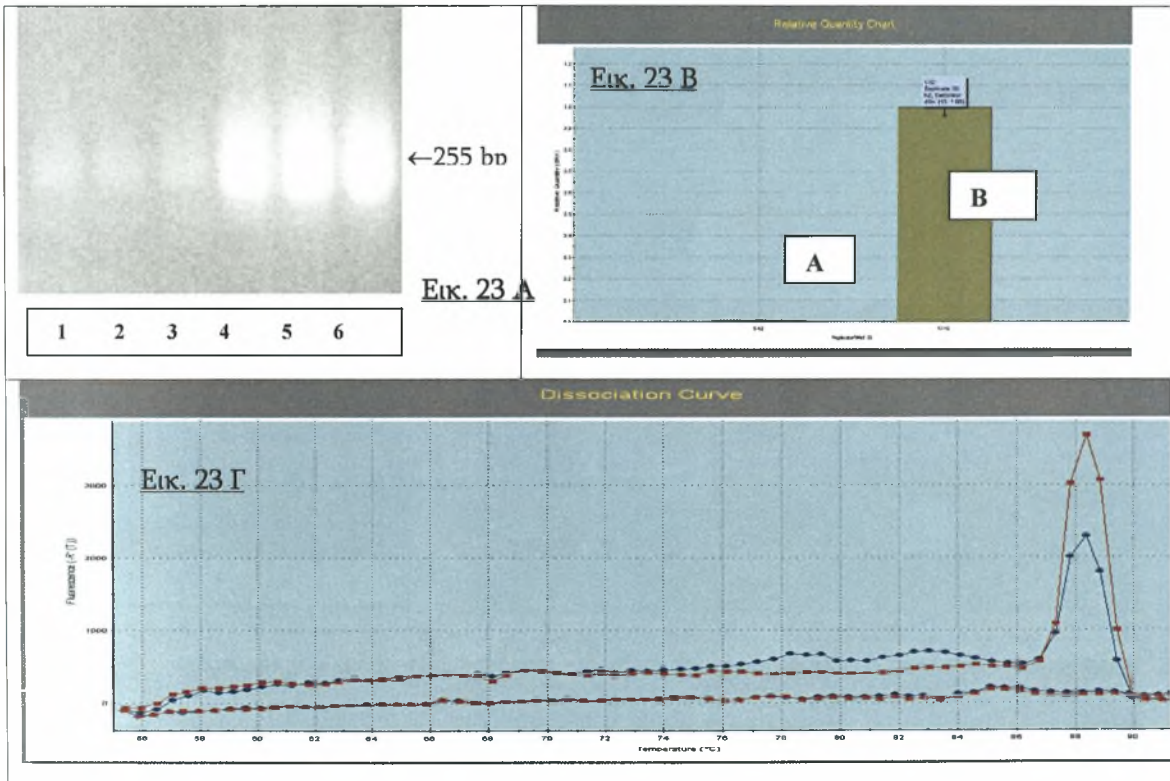 Relative Quantity Chart
Εικ. 23 Β
←255 bp
Β
Α
Εικ. 23 Α
1 2 3 4 5 6
Dissociation Curve
Εικ. 23 Γ
Fluorescence (-R'(T))
3000
2000
1000
0
56 58 60 62 64 66 68 70 72 74 76 78 80 82 84 86 88 90
Temperature (°C)